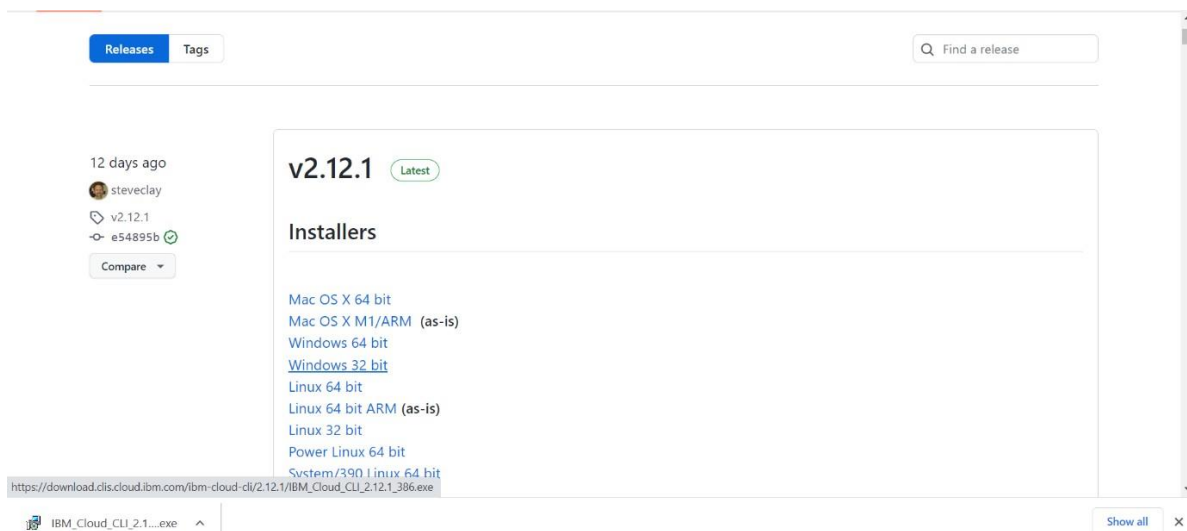 Releases
Tags
Find a release
12 days ago
steveclay
v2.12.1
e54895b
Compare
v2.12.1
Latest
Installers
Mac OS X 64 bit
Mac OS X M1/ARM (as-is)
Windows 64 bit
Windows 32 bit
Linux 64 bit
Linux 64 bit ARM (as-is)
Linux 32 bit
Power Linux 64 bit
System/390 Linux 64 bit
https://download.clis.cloud.ibm.com/ibm-cloud-cli/2.12.1/IBM_Cloud_CLI_2.12.1_386.exe
IBM_Cloud_CLI_2.1....exe
Show all